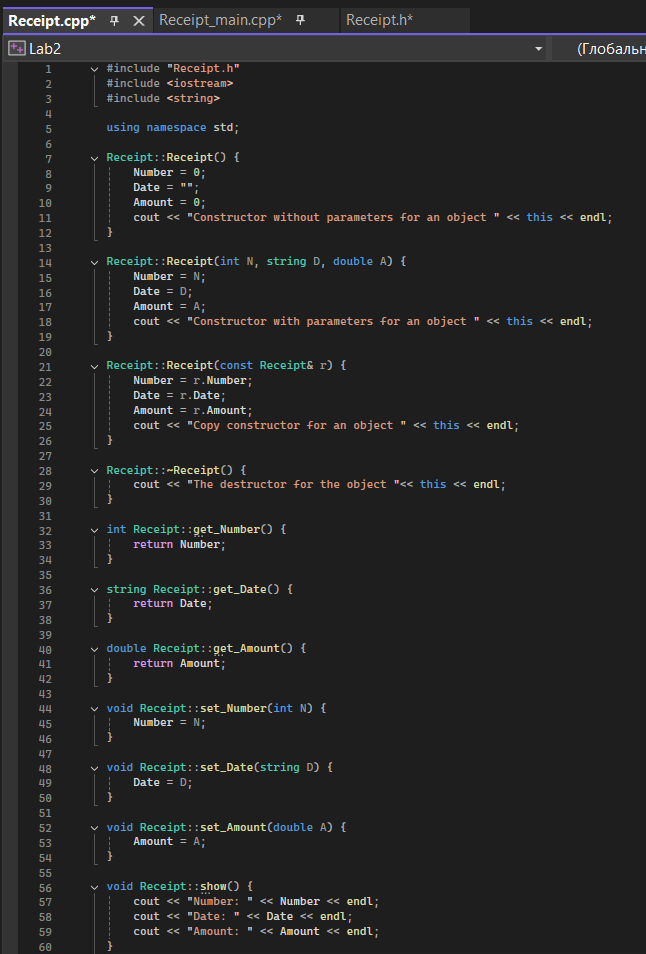 Receipt.cpp* Receipt_main.cpp* Receipt.h*
Lab2 (Глобальн
1 #include "Receipt.h"
2 #include <iostream>
3 #include <string>
4
5 using namespace std;
6
7 Receipt::Receipt() {
8 Number = 0;
9 Date = "";
10 Amount = 0;
11 cout << "Constructor without parameters for an object " << this << endl;
12 }
13
14 Receipt::Receipt(int N, string D, double A) {
15 Number = N;
16 Date = D;
17 Amount = A;
18 cout << "Constructor with parameters for an object " << this << endl;
19 }
20
21 Receipt::Receipt(const Receipt& r) {
22 Number = r.Number;
23 Date = r.Date;
24 Amount = r.Amount;
25 cout << "Copy constructor for an object " << this << endl;
26 }
27
28 Receipt::~Receipt() {
29 cout << "The destructor for the object "<< this << endl;
30 }
31
32 int Receipt::get_Number() {
33 return Number;
34 }
35
36 string Receipt::get_Date() {
37 return Date;
38 }
39
40 double Receipt::get_Amount() {
41 return Amount;
42 }
43
44 void Receipt::set_Number(int N) {
45 Number = N;
46 }
47
48 void Receipt::set_Date(string D) {
49 Date = D;
50 }
51
52 void Receipt::set_Amount(double A) {
53 Amount = A;
54 }
55
56 void Receipt::show() {
57 cout << "Number: " << Number << endl;
58 cout << "Date: " << Date << endl;
59 cout << "Amount: " << Amount << endl;
60 }